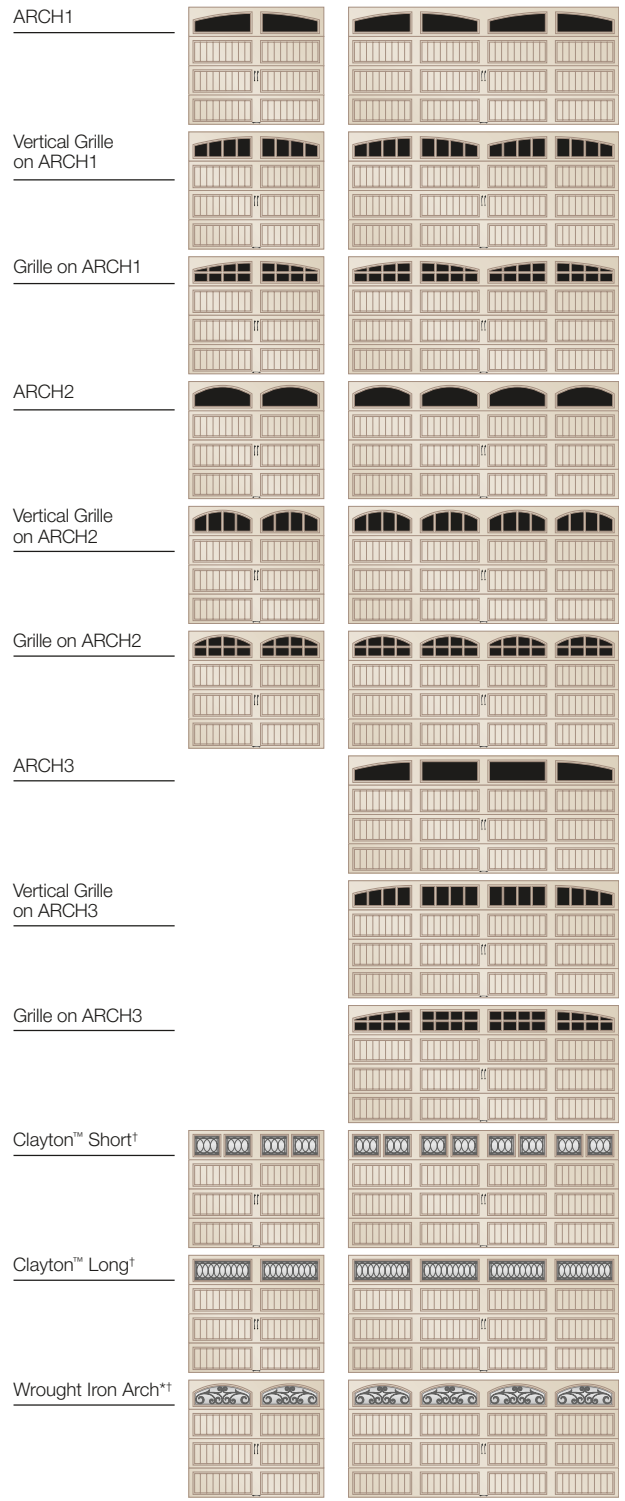 ARCH1
Vertical Grille
on ARCH1
Grille on ARCH1
ARCH2
Vertical Grille
on ARCH2
Grille on ARCH2
ARCH3
Vertical Grille
on ARCH3
Grille on ARCH3
Clayton™ Short†
Clayton™ Long†
Wrought Iron Arch*†